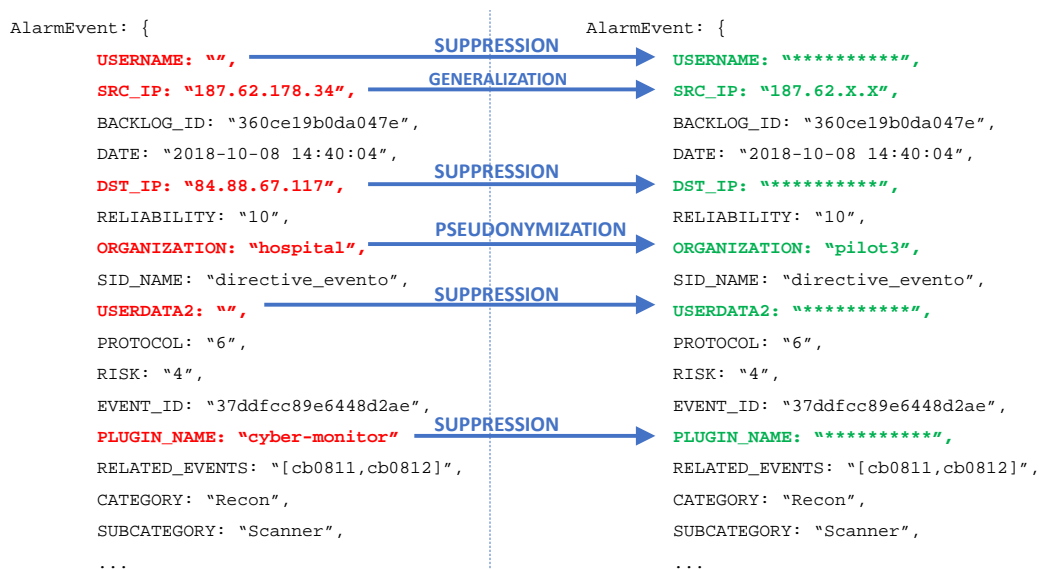 AlarmEvent: { AlarmEvent: {
USERNAME: “”, SUPPRESSION USERNAME: “**********”,
SRC_IP: “187.62.178.34”, GENERALIZATION SRC_IP: “187.62.X.X”,
BACKLOG_ID: “360ce19b0da047e”, BACKLOG_ID: “360ce19b0da047e”,
DATE: “2018-10-08 14:40:04”, DATE: “2018-10-08 14:40:04”,
DST_IP: “84.88.67.117”, SUPPRESSION DST_IP: “**********”,
RELIABILITY: “10”, RELIABILITY: “10”,
ORGANIZATION: “hospital”, PSEUDONYMIZATION ORGANIZATION: “pilot3”,
SID_NAME: “directive_evento”, SID_NAME: “directive_evento”,
USERDATA2: “”, SUPPRESSION USERDATA2: “**********”,
PROTOCOL: “6”, PROTOCOL: “6”,
RISK: “4”, RISK: “4”,
EVENT_ID: “37ddfcc89e6448d2ae”, EVENT_ID: “37ddfcc89e6448d2ae”,
PLUGIN_NAME: “cyber-monitor” SUPPRESSION PLUGIN_NAME: “**********”,
RELATED_EVENTS: “[cb0811,cb0812]”, RELATED_EVENTS: “[cb0811,cb0812]”,
CATEGORY: “Recon”, CATEGORY: “Recon”,
SUBCATEGORY: “Scanner”, SUBCATEGORY: “Scanner”,
... ...